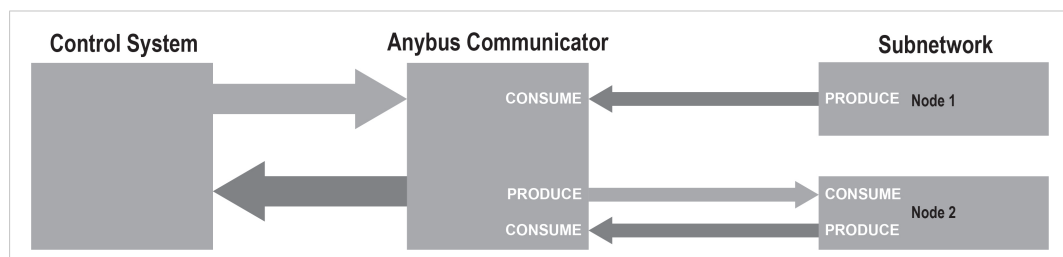 Control System
Anybus Communicator
Subnetwork
CONSUME
PRODUCE Node 1
PRODUCE
CONSUME
Node 2
CONSUME
PRODUCE